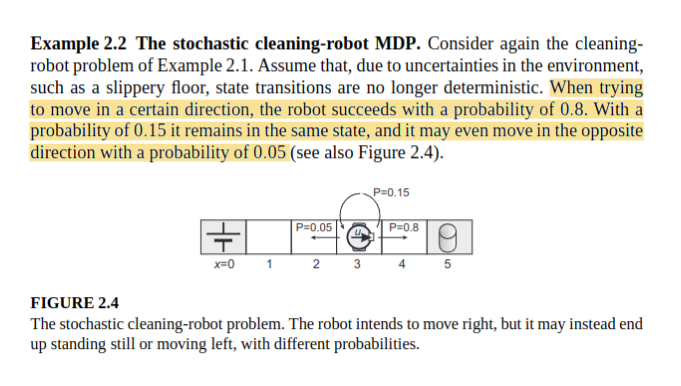 Example 2.2 The stochastic cleaning-robot MDP. Consider again the cleaning-
robot problem of Example 2.1. Assume that, due to uncertainties in the environment,
such as a slippery floor, state transitions are no longer deterministic. When trying
to move in a certain direction, the robot succeeds with a probability of 0.8. With a
probability of 0.15 it remains in the same state, and it may even move in the opposite
direction with a probability of 0.05 (see also Figure 2.4).
P=0.15
P=0.05 u P=0.8
x=0 1 2 3 4 5
FIGURE 2.4
The stochastic cleaning-robot problem. The robot intends to move right, but it may instead end
up standing still or moving left, with different probabilities.